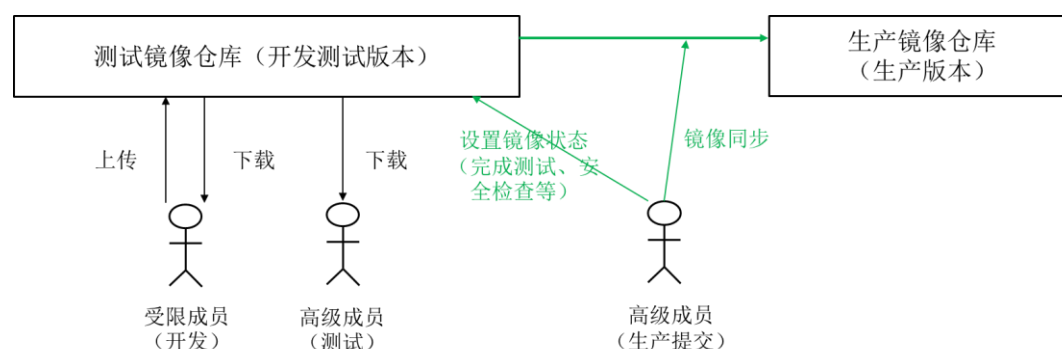 测试镜像仓库（开发测试版本）
生产镜像仓库
（生产版本）
上传
下载
下载
设置镜像状态
（完成测试、安
全检查等）
镜像同步
受限成员
（开发）
高级成员
（测试）
高级成员
（生产提交）